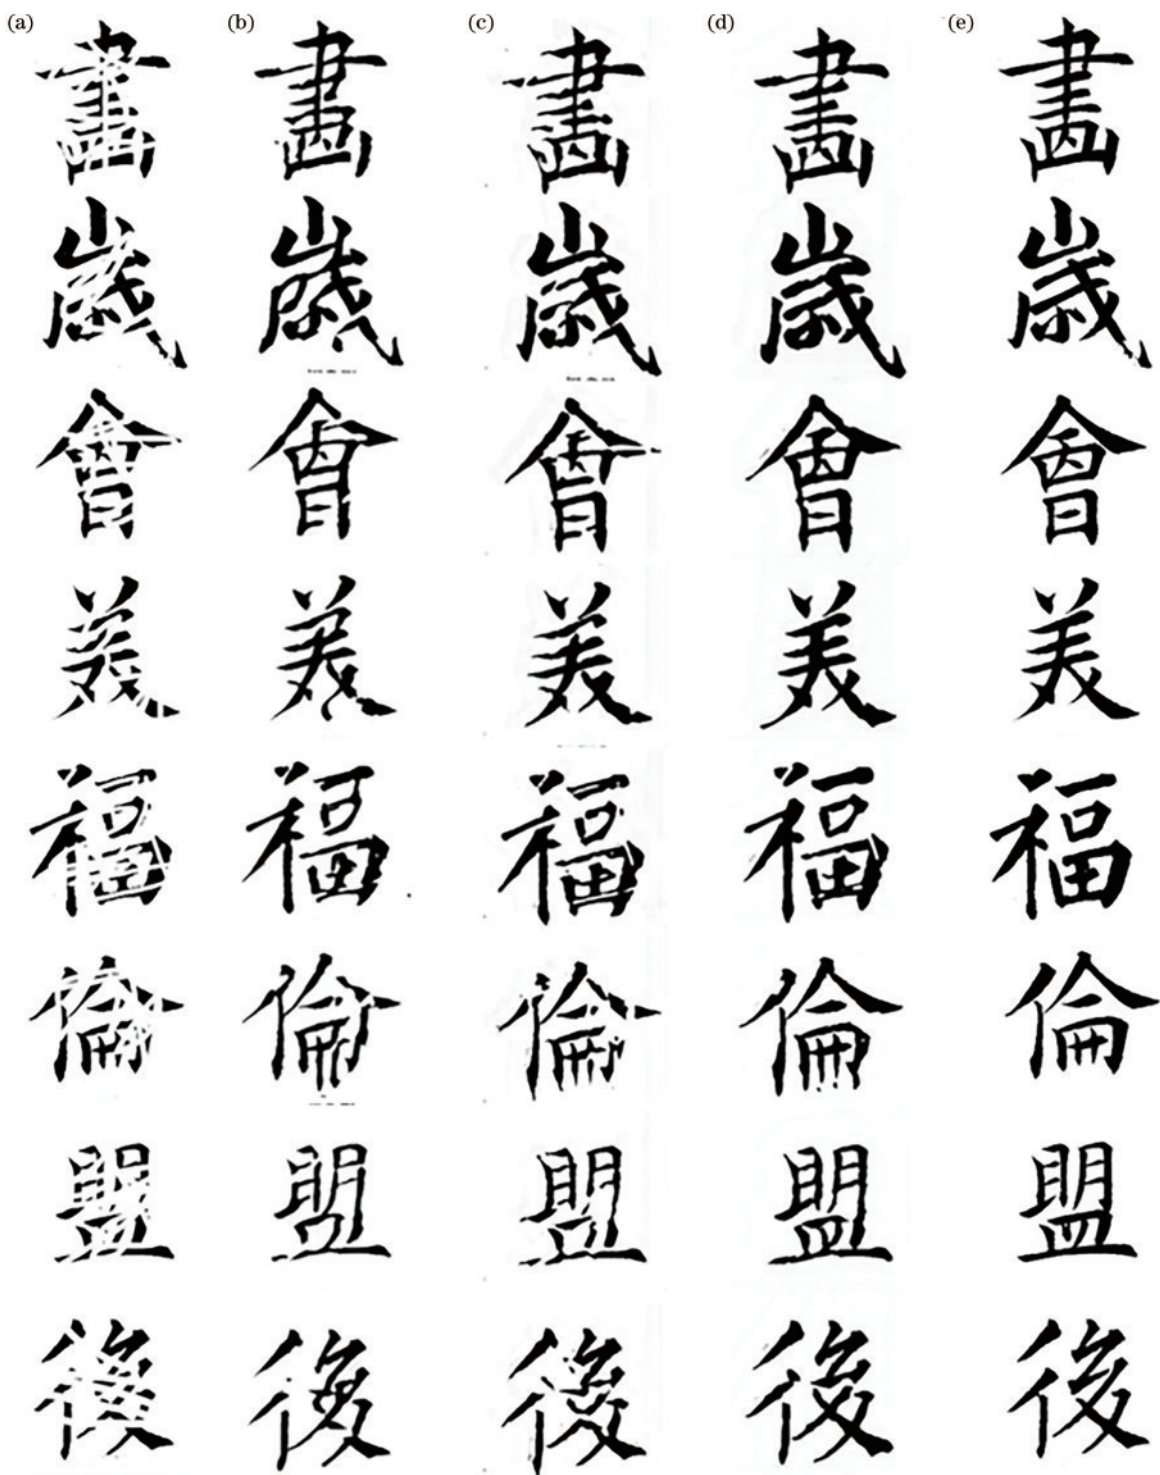 (a) (b) (c) (d) (e)
畫 畫 畫 畫 畫
歲 歲 歲 歲 歲
會 會 會 會 會
美 美 美 美 美
福 福 福 福 福
倫 倫 倫 倫 倫
盟 盟 盟 盟 盟
後 後 後 後 後